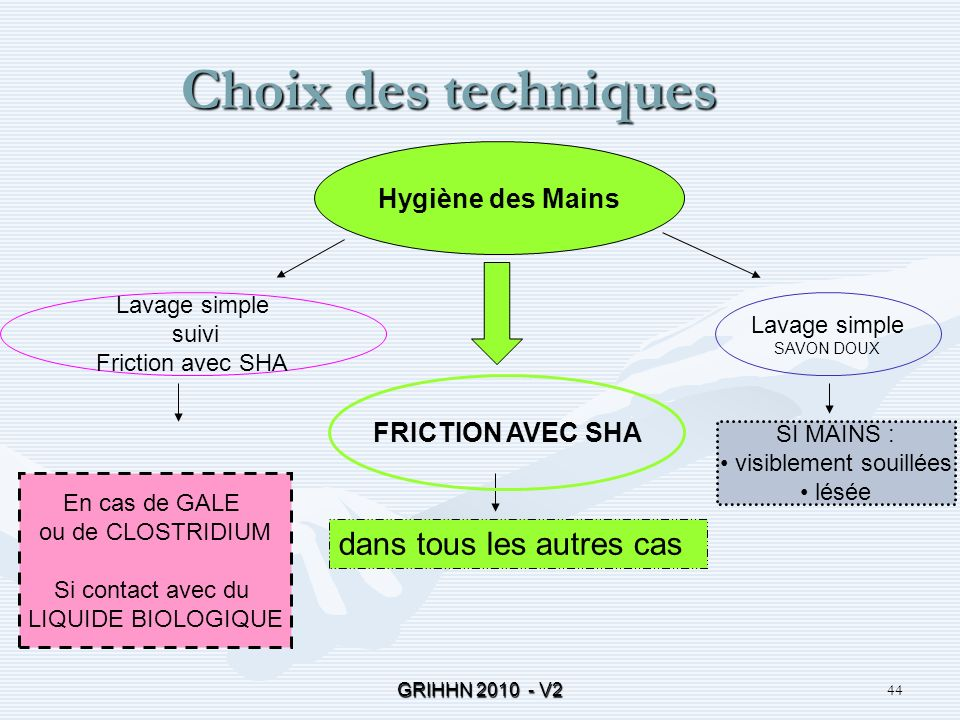 Choix des techniques
Hygiène des Mains
Lavage simple
suivi
Friction avec SHA
Lavage simple
SAVON DOUX
FRICTION AVEC SHA
SI MAINS :
• visiblement souillées
• lésée
En cas de GALE
ou de CLOSTRIDIUM
Si contact avec du
LIQUIDE BIOLOGIQUE
dans tous les autres cas
GRIHHN 2010 - V2
44